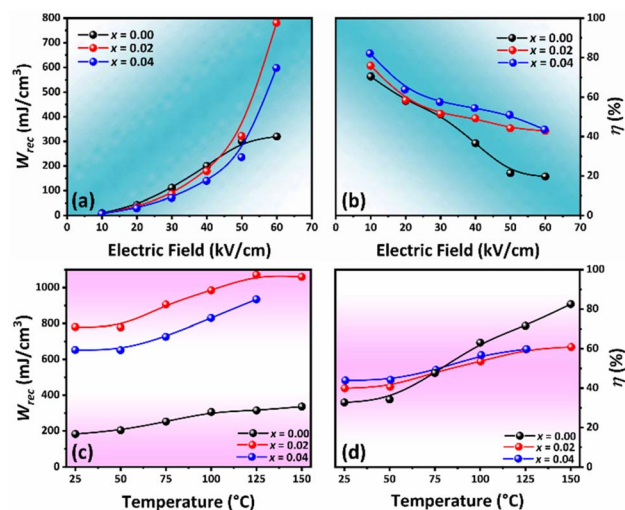 800
700
600
500
400
300
200
100
0
W_rec (mJ/cm³)
x = 0.00
x = 0.02
x = 0.04
(a)
0 10 20 30 40 50 60 70
Electric Field (kV/cm)
x = 0.00
x = 0.02
x = 0.04
(b)
100
80
60
40
20
0
η (%)
0 10 20 30 40 50 60 70
Electric Field (kV/cm)
1000
800
600
400
200
0
W_rec (mJ/cm³)
(c)
x = 0.00
x = 0.02
x = 0.04
25 50 75 100 125 150
Temperature (°C)
(d)
x = 0.00
x = 0.02
x = 0.04
100
80
60
40
20
0
η (%)
25 50 75 100 125 150
Temperature (°C)